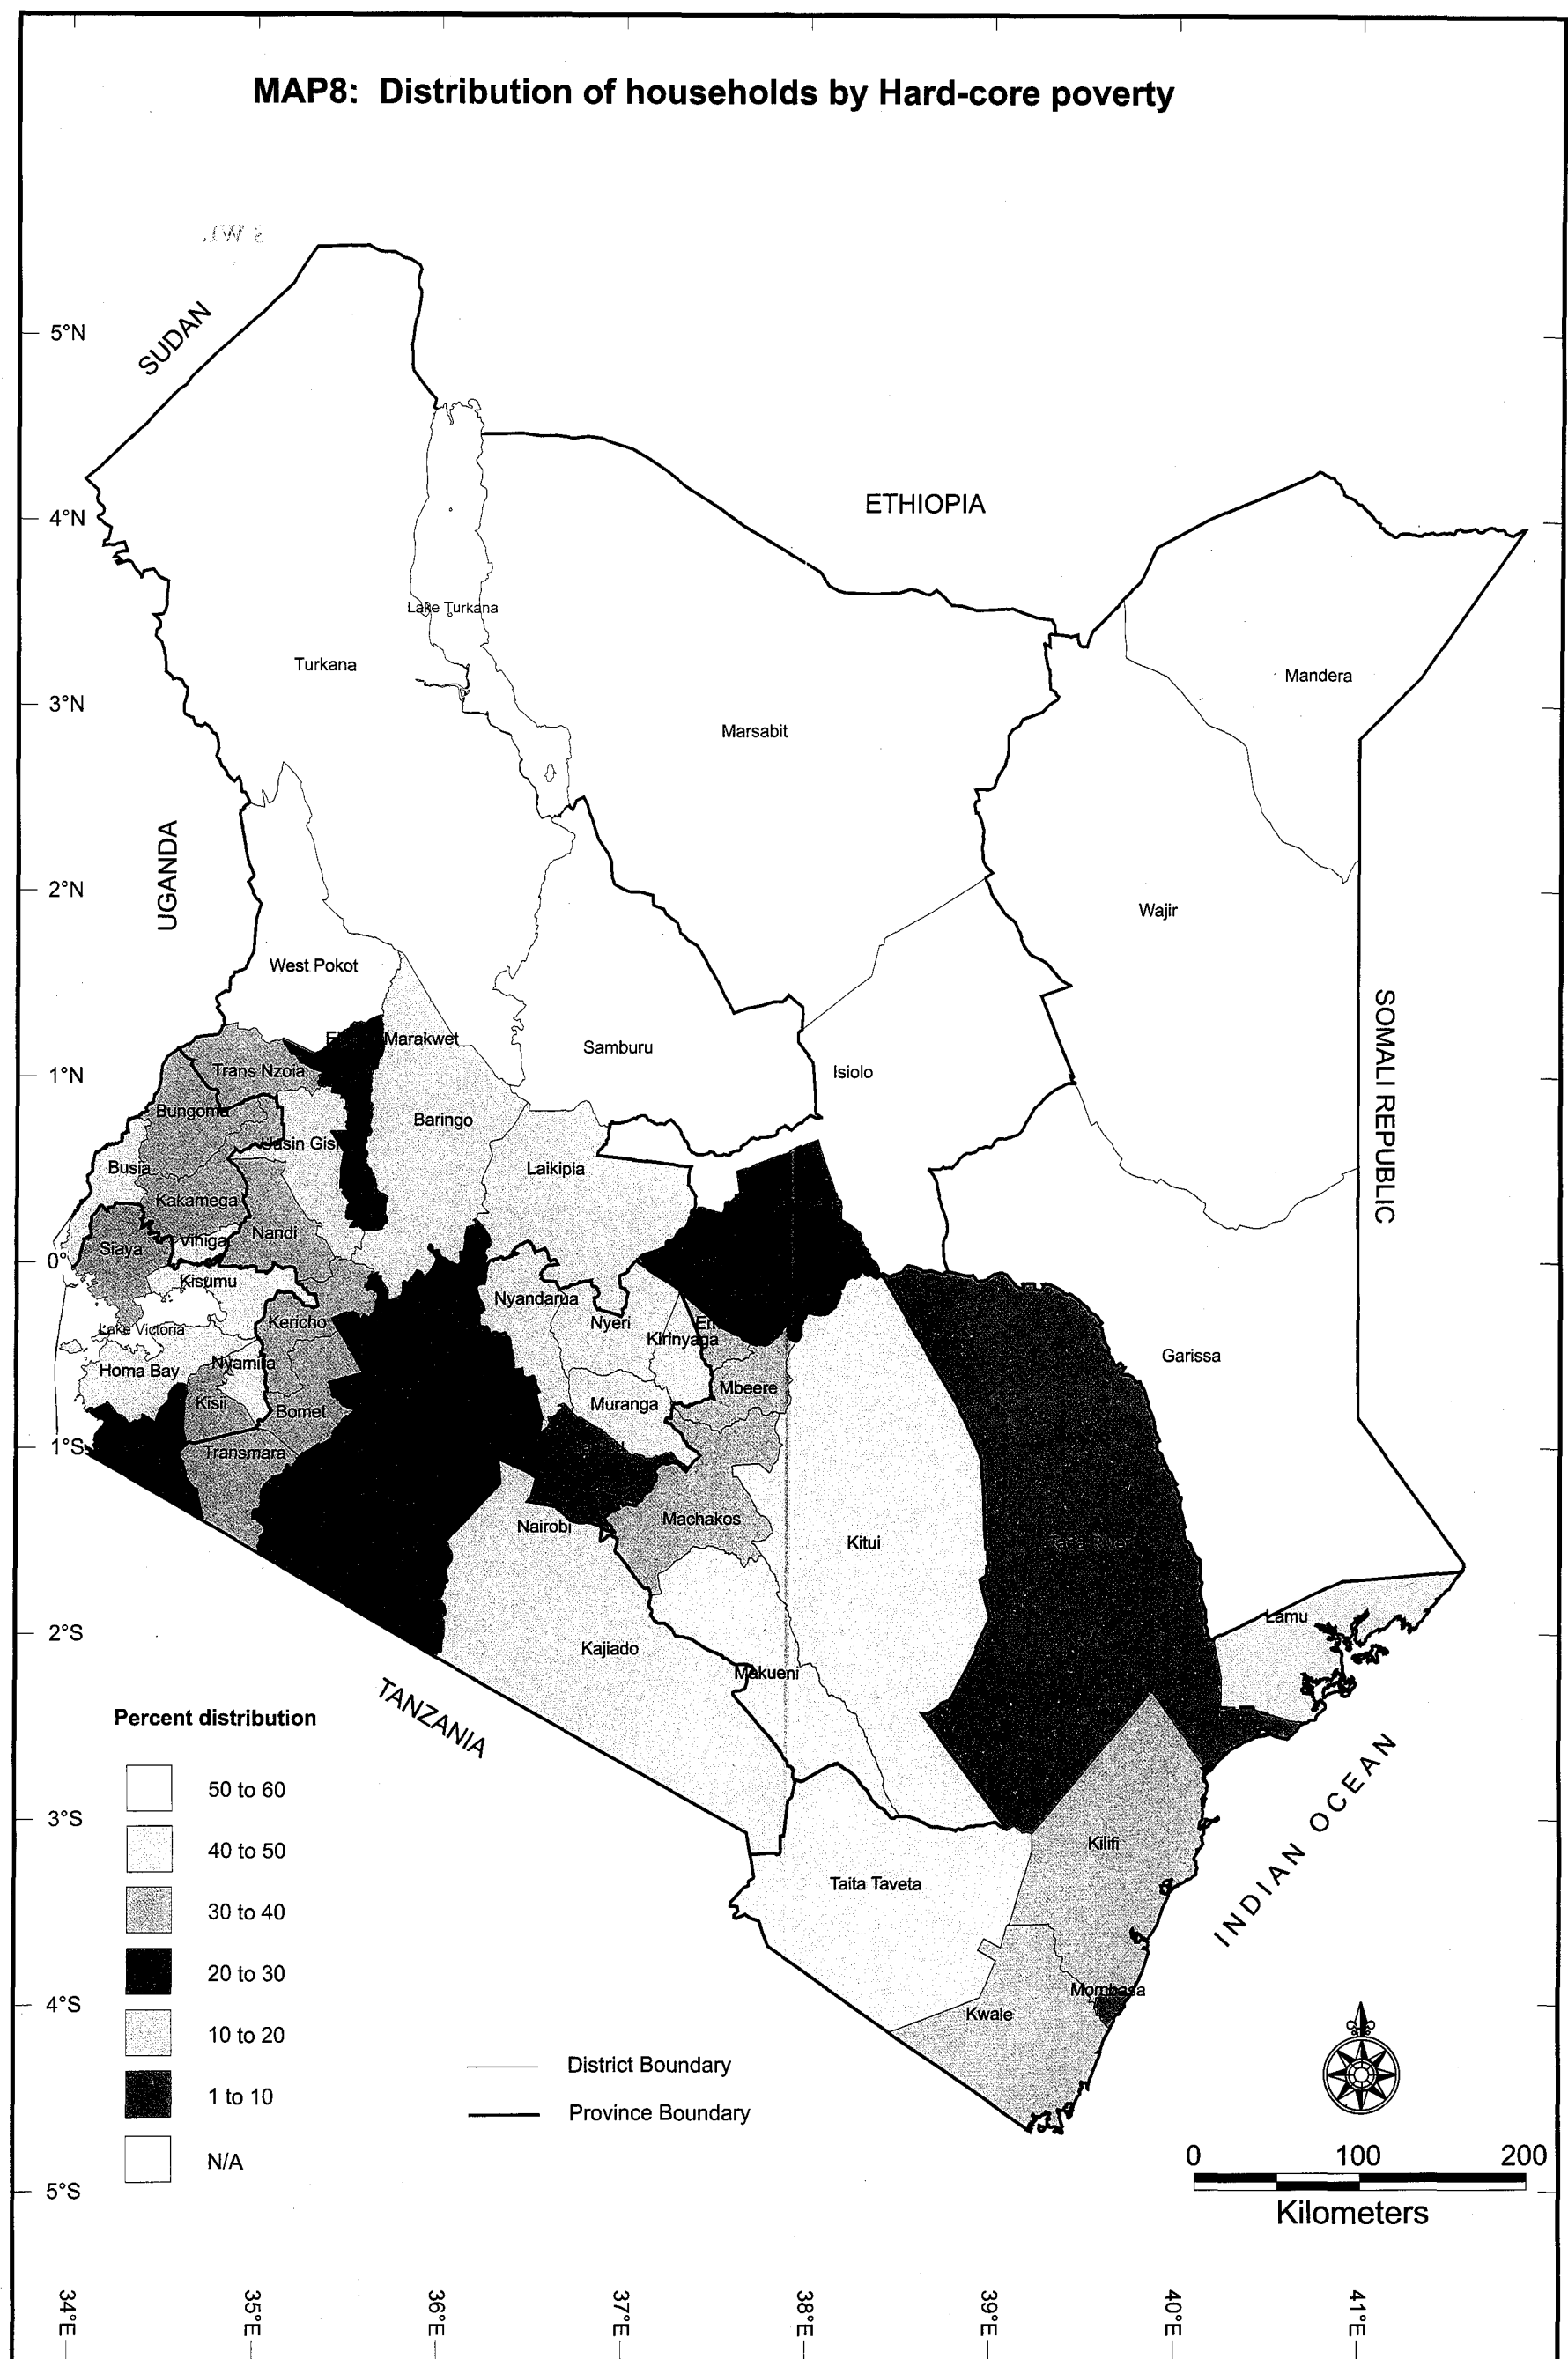 MAP8: Distribution of households by Hard-core poverty
SUDAN
5°N
ETHIOPIA
4°N
Lake Turkana
Turkana
Mandera
3°N
Marsabit
UGANDA
2°N
Wajir
West Pokot
SOMALI REPUBLIC
Marakwet
Samburu
Trans Nzoia
Isiolo
1°N
Bungoma
Baringo
Uasin Gis
Busia
Laikipia
Kakamega
Nandi
Vihiga
Siaya
0°
Kisumu
Nyandarua
Kericho
Nyeri
Lake Victoria
Kirinyaga
Garissa
Nyamira
Homa Bay
Mbeere
Kisii
Muranga
Bomet
1°S
Transmara
Machakos
Nairobi
Kitui
Tana River
Lamu
2°S
Kajiado
Makueni
TANZANIA
INDIAN OCEAN
Percent distribution
50 to 60
3°S
40 to 50
Kilifi
Taita Taveta
30 to 40
20 to 30
Mombasa
4°S
Kwale
10 to 20
District Boundary
1 to 10
Province Boundary
N/A
0 100 200
5°S
Kilometers
34°E 35°E 36°E 37°E 38°E 39°E 40°E 41°E